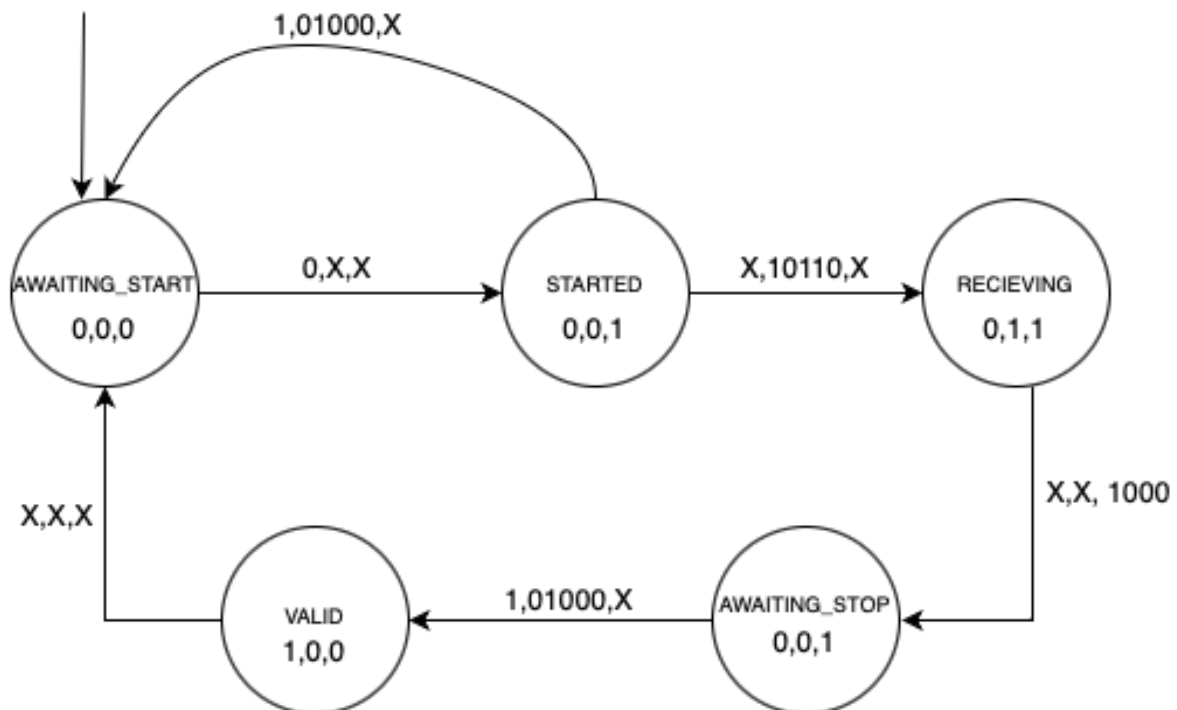 1,01000,X
AWAITING_START
0,0,0
0,X,X
STARTED
0,0,1
X,10110,X
RECIEVING
0,1,1
X,X,X
X,X, 1000
VALID
1,0,0
1,01000,X
AWAITING_STOP
0,0,1